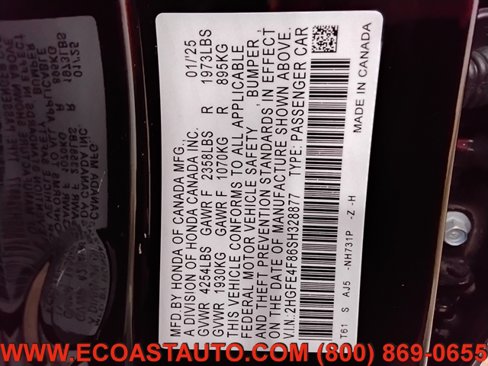 MFD.BY HONDA OF CANADA MFG. 01/25
A DIVISION OF HONDA CANADA INC.
GVWR 4254LBS GAWR F 2358LBS R 1973LBS
GVWR 1930KG GAWR F 1070KG R 895KG
THIS VEHICLE CONFORMS TO ALL APPLICABLE
FEDERAL MOTOR VEHICLE SAFETY, BUMPER,
AND THEFT PREVENTION STANDARDS IN EFFECT
ON THE DATE OF MANUFACTURE SHOWN ABOVE.
V.I.N.:2HGFE4F86SH328877 TYPE:PASSENGER CAR
T61 S AJ5 -NH731P -Z -H
MADE IN CANADA
WWW.ECOASTAUTO.COM (800) 869-0655